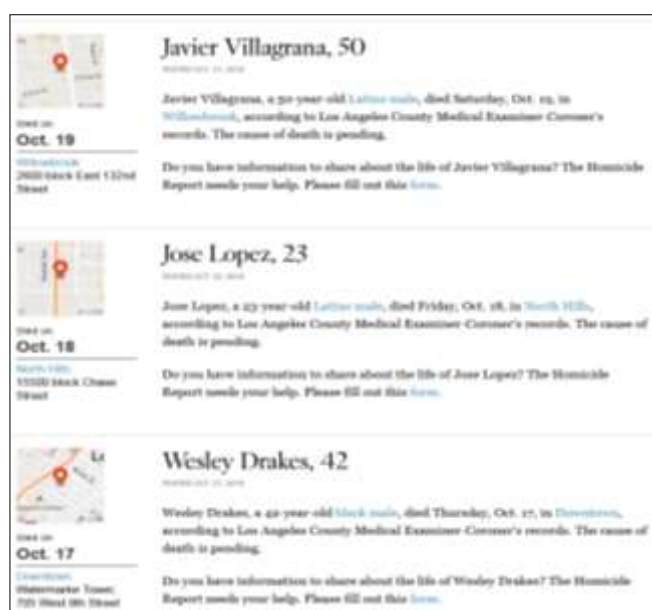 Javier Villagrana, 50
Died on
Oct. 19
Willowbrook
2600 block East 132nd
Street
Javier Villagrana, a 50-year-old Latino male, died Saturday, Oct. 19, in
Willowbrook, according to Los Angeles County Medical Examiner-Coroner's
records. The cause of death is pending.
Do you have information to share about the life of Javier Villagrana? The Homicide
Report needs your help. Please fill out this form.
Jose Lopez, 23
Died on
Oct. 18
North Hills
15500 block Chase
Street
Jose Lopez, a 23-year-old Latino male, died Friday, Oct. 18, in North Hills,
according to Los Angeles County Medical Examiner-Coroner's records. The cause of
death is pending.
Do you have information to share about the life of Jose Lopez? The Homicide
Report needs your help. Please fill out this form.
Wesley Drakes, 42
Died on
Oct. 17
Downtown
Watermarke Tower,
705 West 9th Street
Wesley Drakes, a 42-year-old black male, died Thursday, Oct. 17, in Downtown,
according to Los Angeles County Medical Examiner-Coroner's records. The cause of
death is pending.
Do you have information to share about the life of Wesley Drakes? The Homicide
Report needs your help. Please fill out this form.